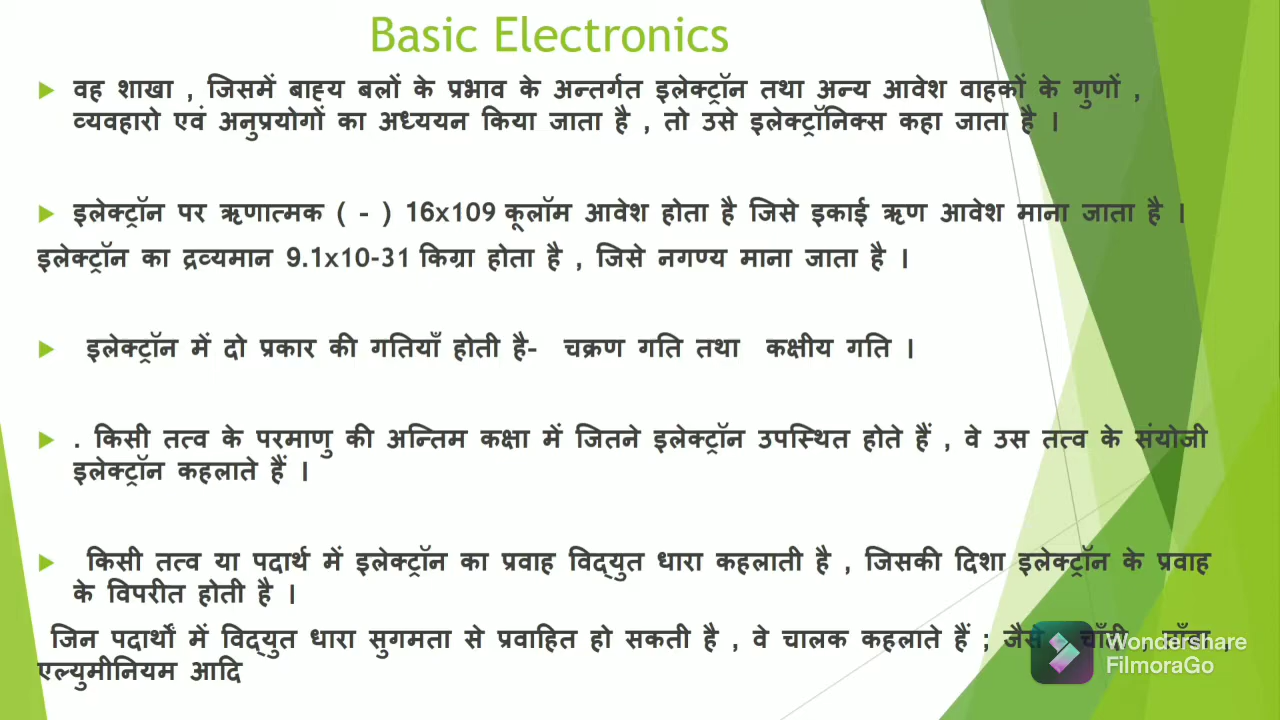 Basic Electronics
वह शाखा , जिसमें बाह्य बलों के प्रभाव के अन्तर्गत इलेक्ट्रॉन तथा अन्य आवेश वाहकों के गुणों ,
व्यवहारो एवं अनुप्रयोगों का अध्ययन किया जाता है , तो उसे इलेक्ट्रॉनिक्स कहा जाता है ।
इलेक्ट्रॉन पर ऋणात्मक ( - ) 16x109 कूलॉम आवेश होता है जिसे इकाई ऋण आवेश माना जाता है ।
इलेक्ट्रॉन का द्रव्यमान 9.1x10-31 किग्रा होता है , जिसे नगण्य माना जाता है ।
इलेक्ट्रॉन में दो प्रकार की गतियाँ होती है- चक्रण गति तथा कक्षीय गति ।
. किसी तत्व के परमाणु की अन्तिम कक्षा में जितने इलेक्ट्रॉन उपस्थित होते हैं , वे उस तत्व के संयोजी
इलेक्ट्रॉन कहलाते हैं ।
किसी तत्व या पदार्थ में इलेक्ट्रॉन का प्रवाह विद्युत धारा कहलाती है , जिसकी दिशा इलेक्ट्रॉन के प्रवाह
के विपरीत होती है ।
जिन पदार्थों में विद्युत धारा सुगमता से प्रवाहित हो सकती है , वे चालक कहलाते हैं ; जैसे
एल्युमीनियम आदि
Wondershare
FilmoraGo